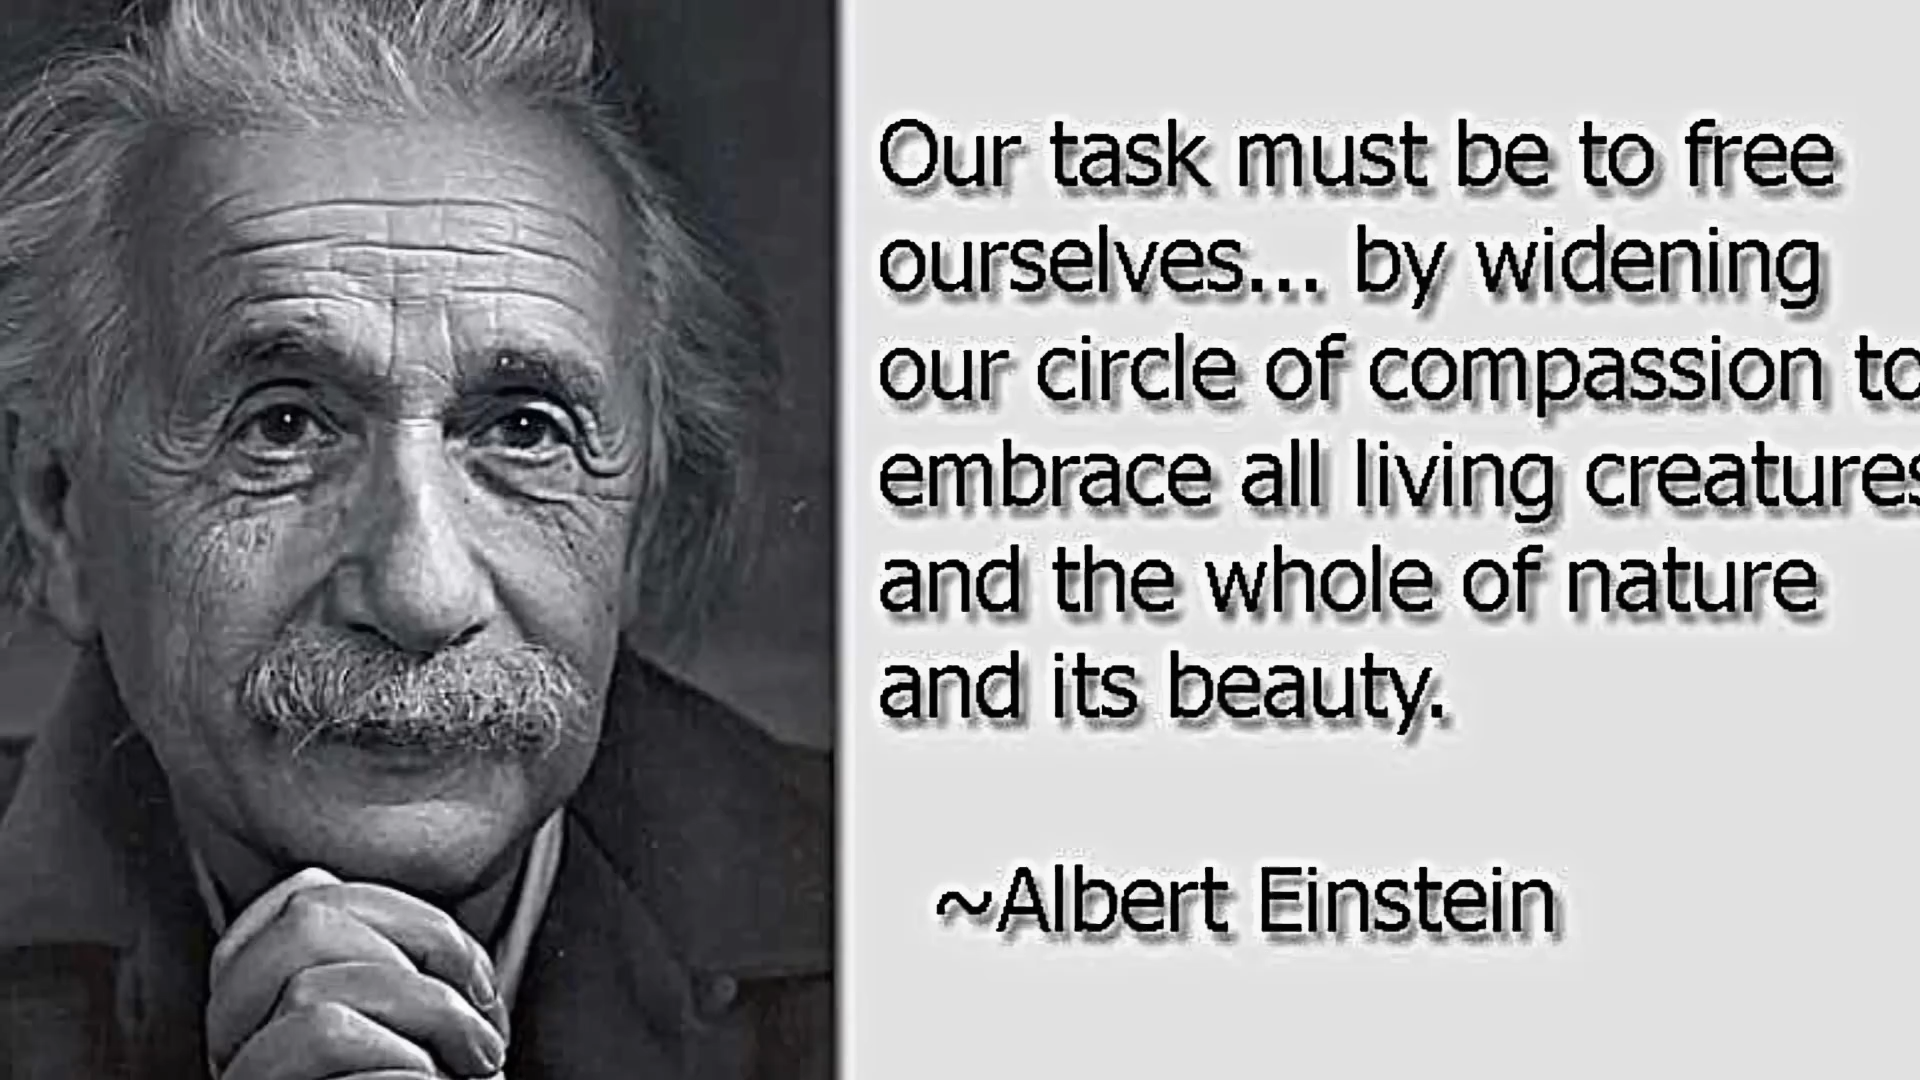 Our task must be to free
ourselves... by widening
our circle of compassion to
embrace all living creatures
and the whole of nature
and its beauty.
~Albert Einstein